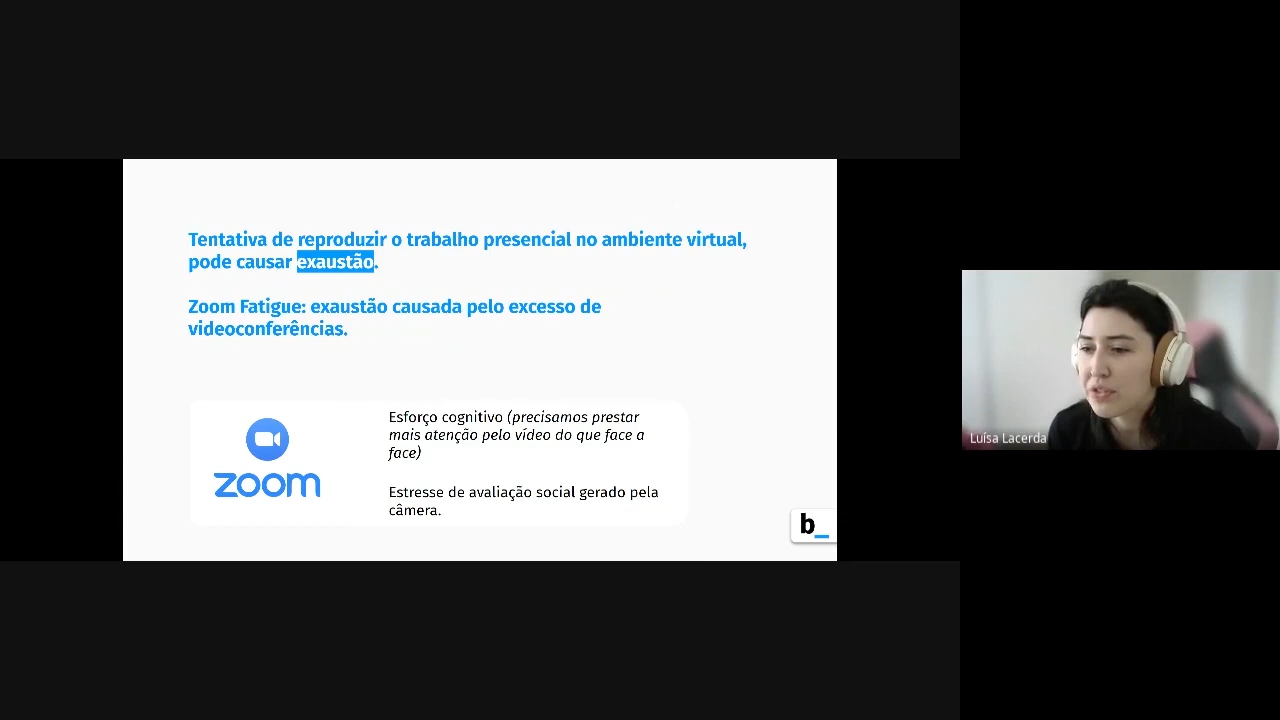 Tentativa de reproduzir o trabalho presencial no ambiente virtual,
pode causar exaustão.
Zoom Fatigue: exaustão causada pelo excesso de
videoconferências.
zoom
Esforço cognitivo (precisamos prestar
mais atenção pelo vídeo do que face a
face)
Estresse de avaliação social gerado pela
câmera.
b_
Luísa Lacerda